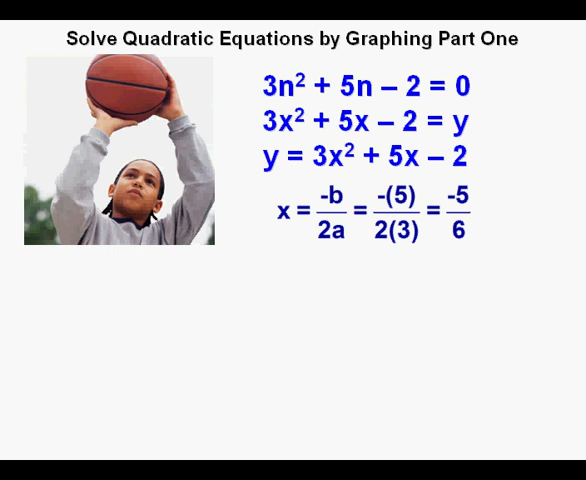 Solve Quadratic Equations by Graphing Part One
3n² + 5n – 2 = 0
3x² + 5x – 2 = y
y = 3x² + 5x – 2
x = -b/2a = -(5)/2(3) = -5/6